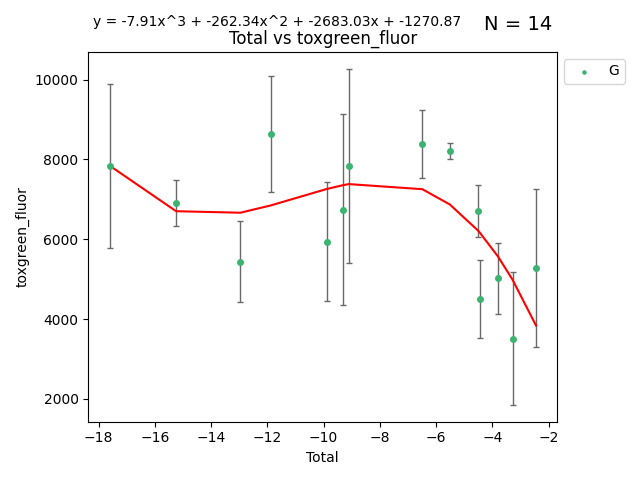 y = -7.91x^3 + -262.34x^2 + -2683.03x + -1270.87 N = 14
Total vs toxgreen_fluor
G
10000
8000
6000
4000
2000
toxgreen_fluor
−18 −16 −14 −12 −10 −8 −6 −4 −2
Total